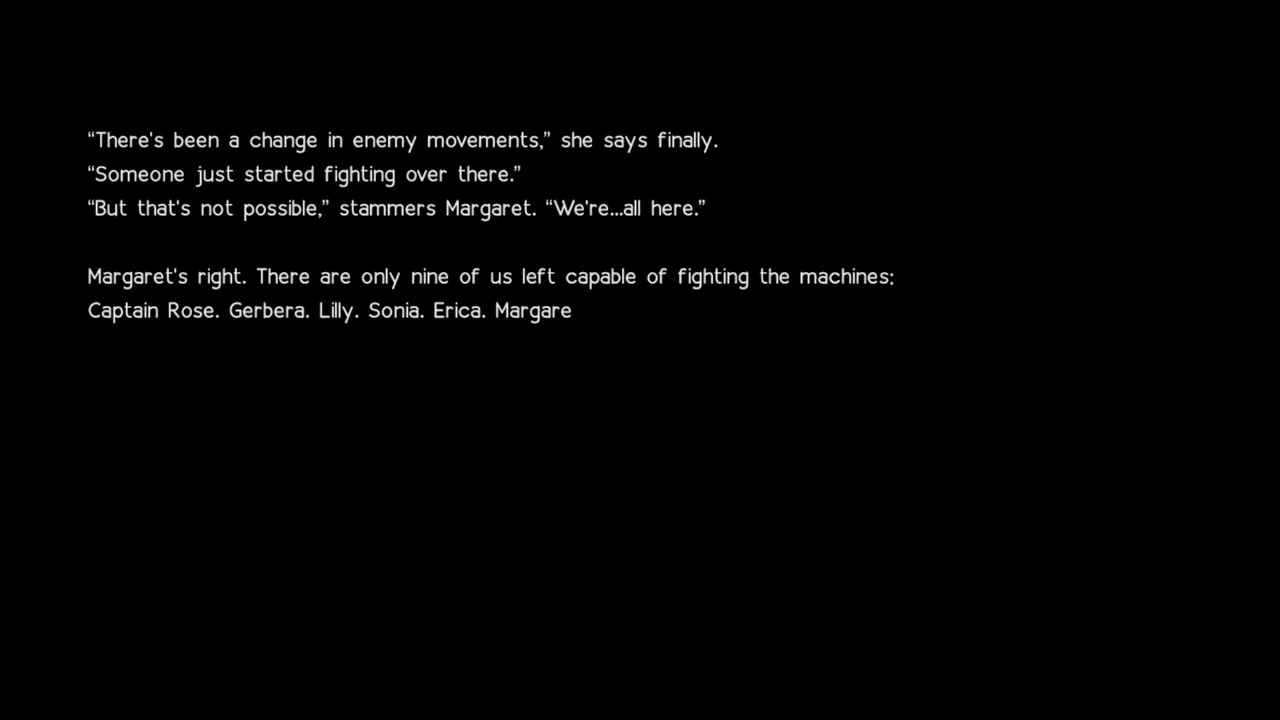 “There's been a change in enemy movements,” she says finally.
“Someone just started fighting over there.”
“But that's not possible,” stammers Margaret. “We're...all here.”
Margaret's right. There are only nine of us left capable of fighting the machines:
Captain Rose. Gerbera. Lilly. Sonia. Erica. Margare